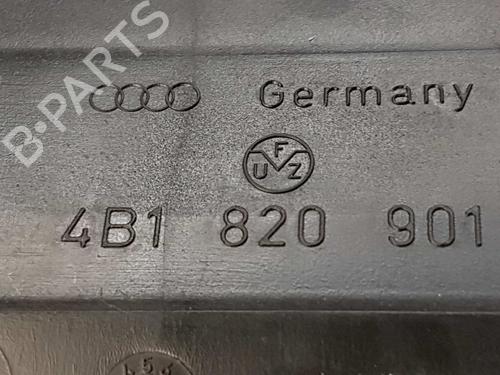 B-PARTS
Germany
UFZ
4B1 820 901